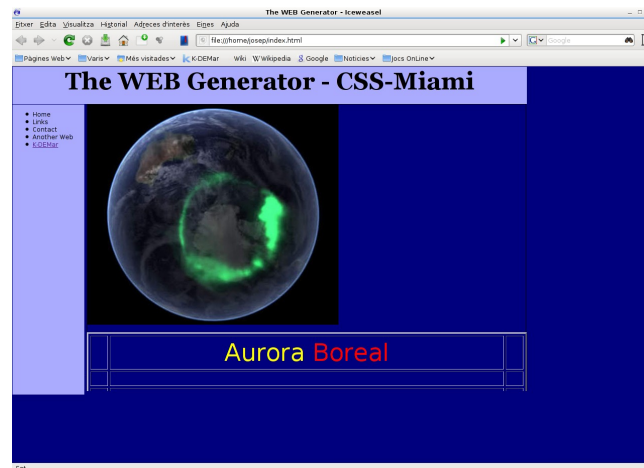 The WEB Generator - Iceweasel
Fitxer Edita Visualitza Historial Adreces d'interès Eines Ajuda
file:///home/josep/index.html Google
Pàgines Web Varis Més visitades K-DEMar Wiki Wikipedia Google Noticies Jocs OnLine
The WEB Generator - CSS-Miami
Home
Links
Contact
Another Web
K-DEMar
Aurora Boreal